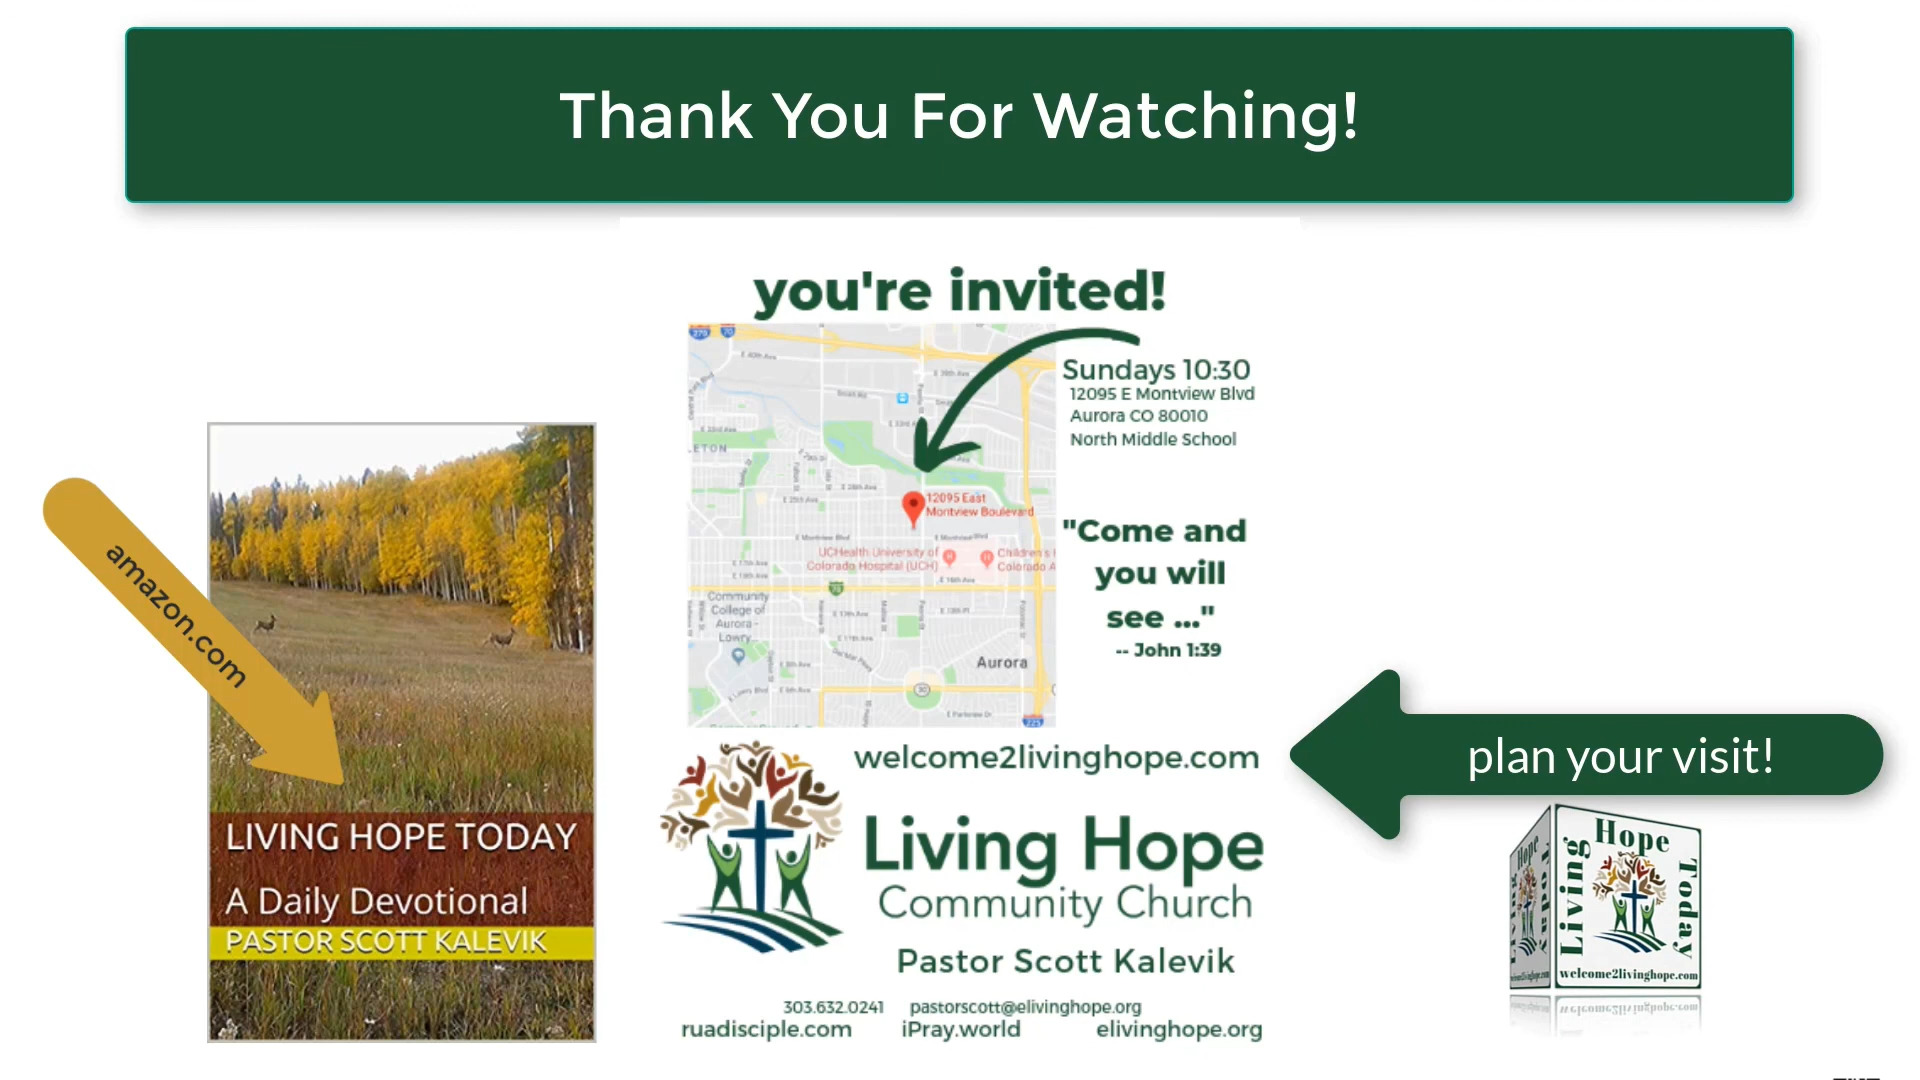 Thank You For Watching!
you're invited!
Sundays 10:30
12095 E Montview Blvd
Aurora CO 80010
North Middle School
12095 East
Montview Boulevard
UCHealth University of
Colorado Hospital (UCH)
Children's
Colorado
Community
College of
Aurora -
Lowry...
Aurora
"Come and
you will
see ..."
-- John 1:39
amazon.com
LIVING HOPE TODAY
A Daily Devotional
PASTOR SCOTT KALEVIK
plan your visit!
welcome2livinghope.com
Living Hope
Community Church
Pastor Scott Kalevik
303.632.0241 pastorscott@elivinghope.org
ruadisciple.com iPray.world elivinghope.org
Living Hope Today
welcome2livinghope.com